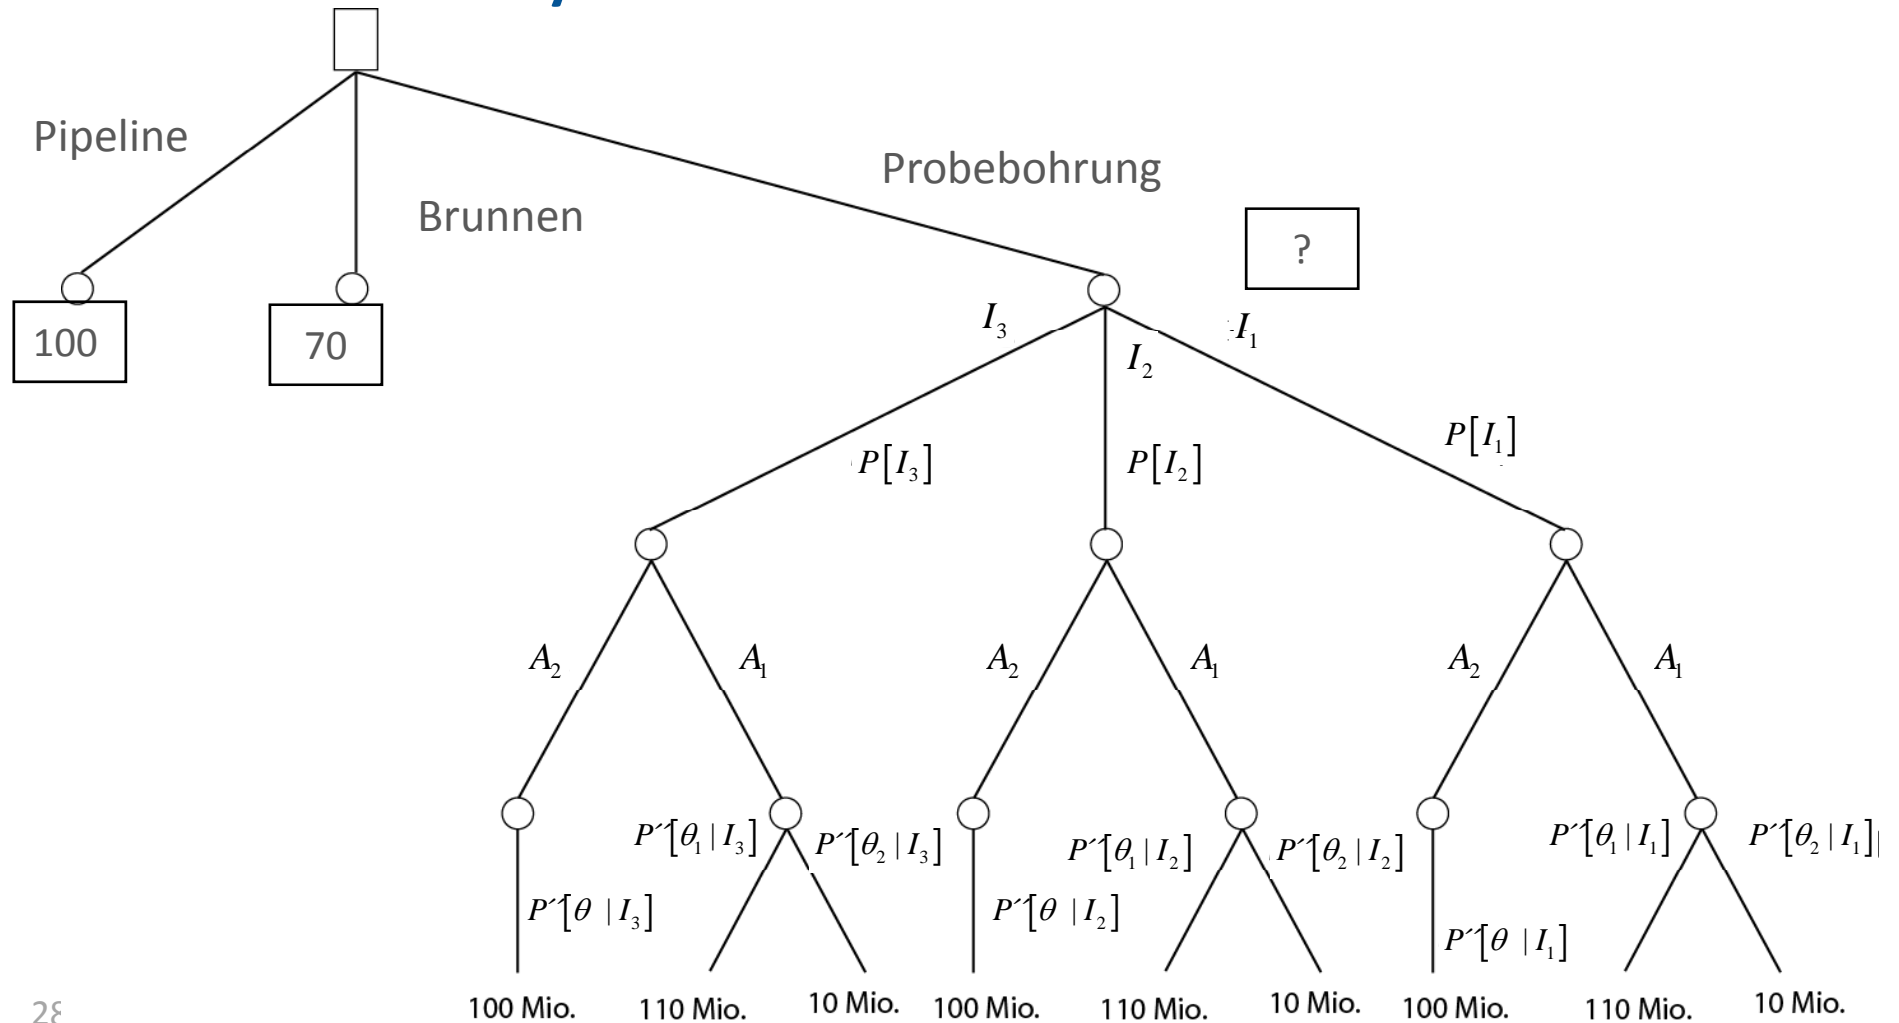 Pipeline
Brunnen
Probebohrung
100
70
?
I₃
I₂
I₁
P[I₃]
P[I₂]
P[I₁]
A₂
A₁
A₂
A₁
A₂
A₁
P´´[θ₁ | I₃]
P´´[θ₂ | I₃]
P´´[θ₁ | I₂]
P´´[θ₂ | I₂]
P´´[θ₁ | I₁]
P´´[θ₂ | I₁]
P´´[θ | I₃]
P´´[θ | I₂]
P´´[θ | I₁]
100 Mio.
110 Mio.
10 Mio.
100 Mio.
110 Mio.
10 Mio.
100 Mio.
110 Mio.
10 Mio.